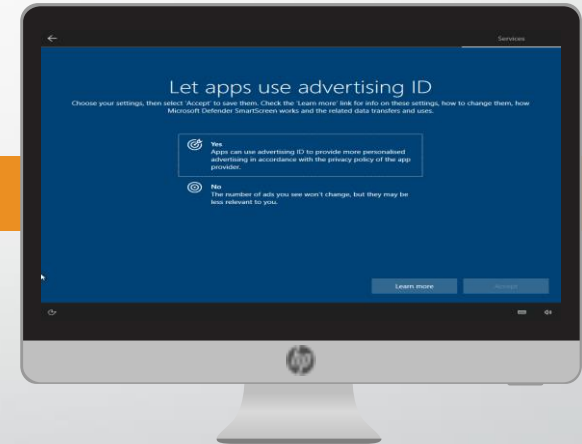 Services
Let apps use advertising ID
Choose your settings, then select 'Accept' to save them. Check the 'Learn more' link for info on these settings, how to change them, how
Microsoft Defender SmartScreen works and the related data transfers and uses.
Yes
Apps can use advertising ID to provide more personalised
advertising in accordance with the privacy policy of the app
provider.
No
The number of ads you see won't change, but they may be
less relevant to you.
Learn more
Accept
hp